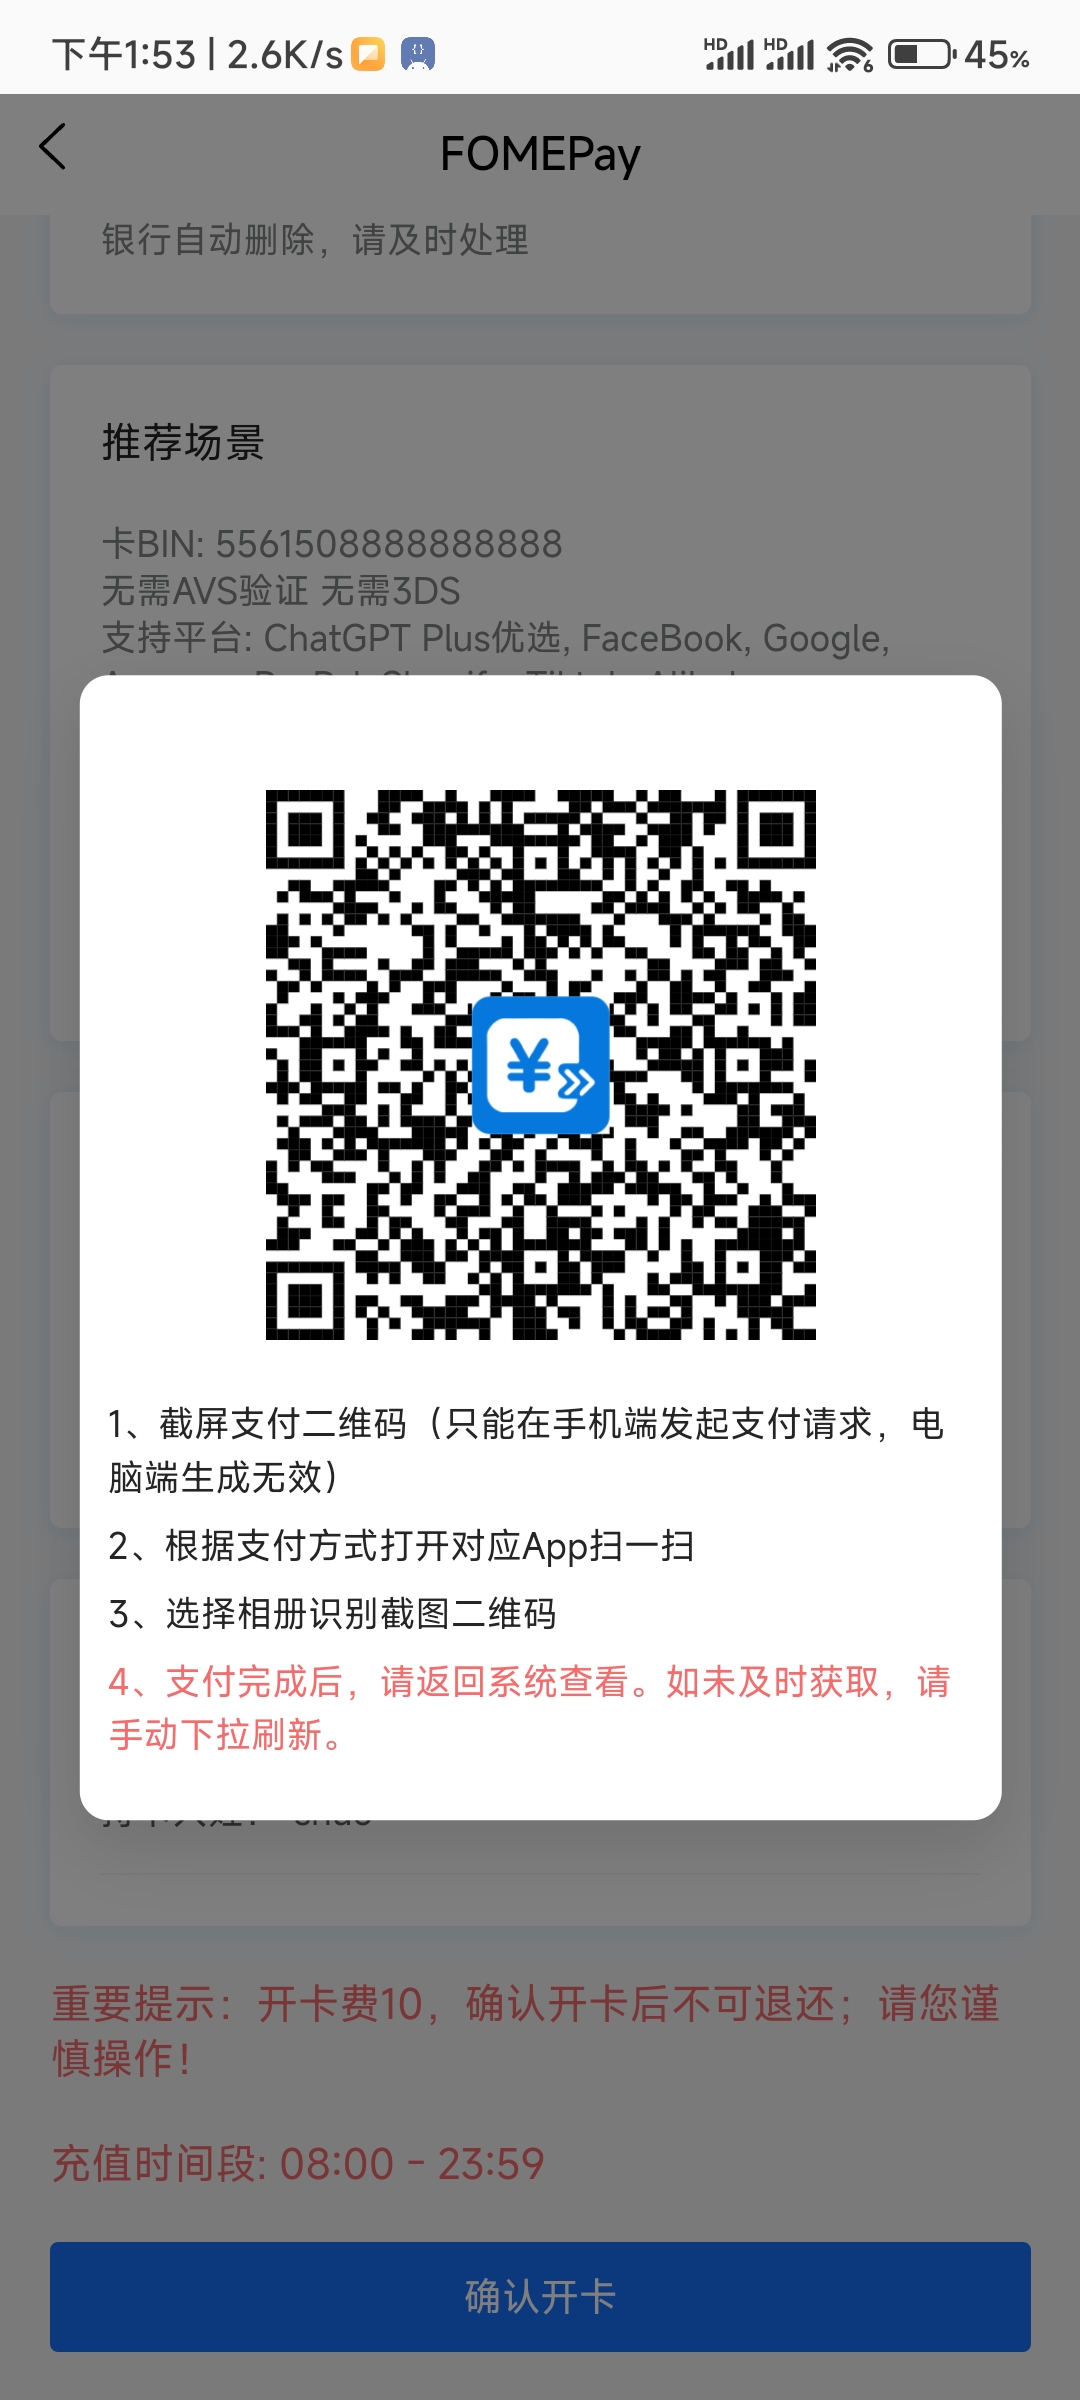 下午1:53 | 2.6K/s
HD HD 6 45%
FOMEPay
银行自动删除，请及时处理
推荐场景
卡BIN: 5561508888888888
无需AVS验证 无需3DS
支持平台: ChatGPT Plus优选, FaceBook, Google,
1、截屏支付二维码（只能在手机端发起支付请求，电
脑端生成无效）
2、根据支付方式打开对应App扫一扫
3、选择相册识别截图二维码
4、支付完成后，请返回系统查看。如未及时获取，请
手动下拉刷新。
重要提示：开卡费10，确认开卡后不可退还；请您谨
慎操作！
充值时间段: 08:00 - 23:59
确认开卡